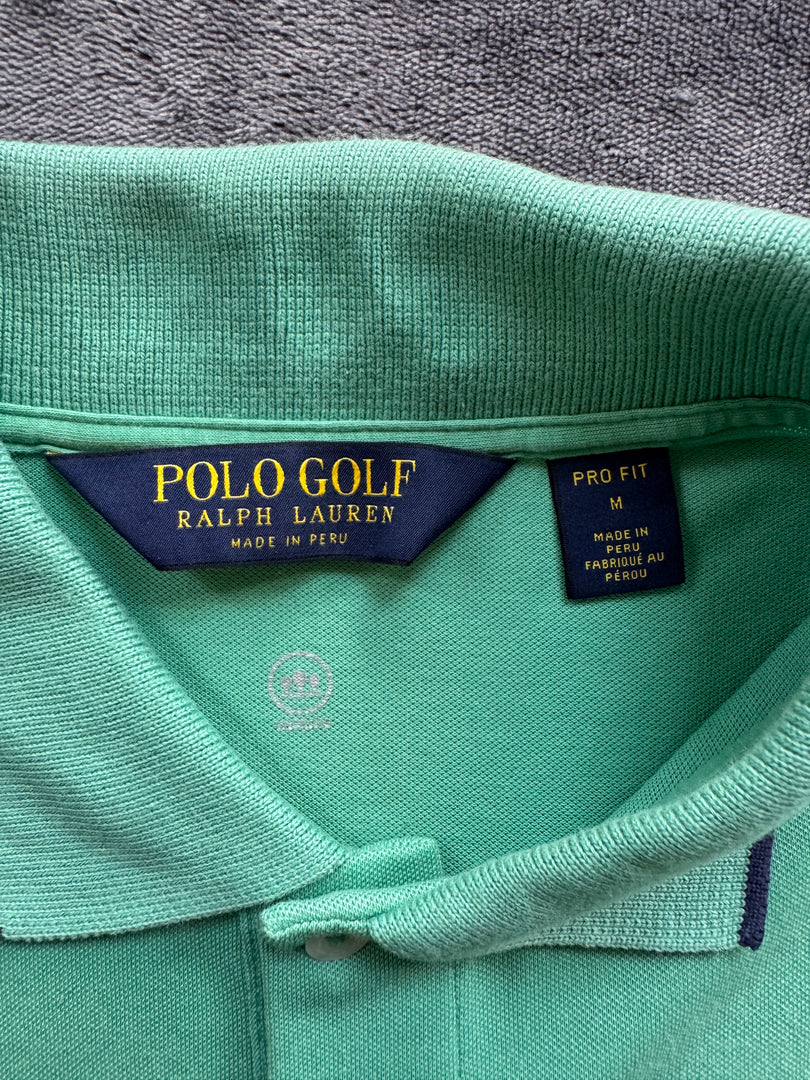 POLO GOLF
RALPH LAUREN
MADE IN PERU
PRO FIT
M
MADE IN
PERU
FABRIQUÉ AU
PÉROU